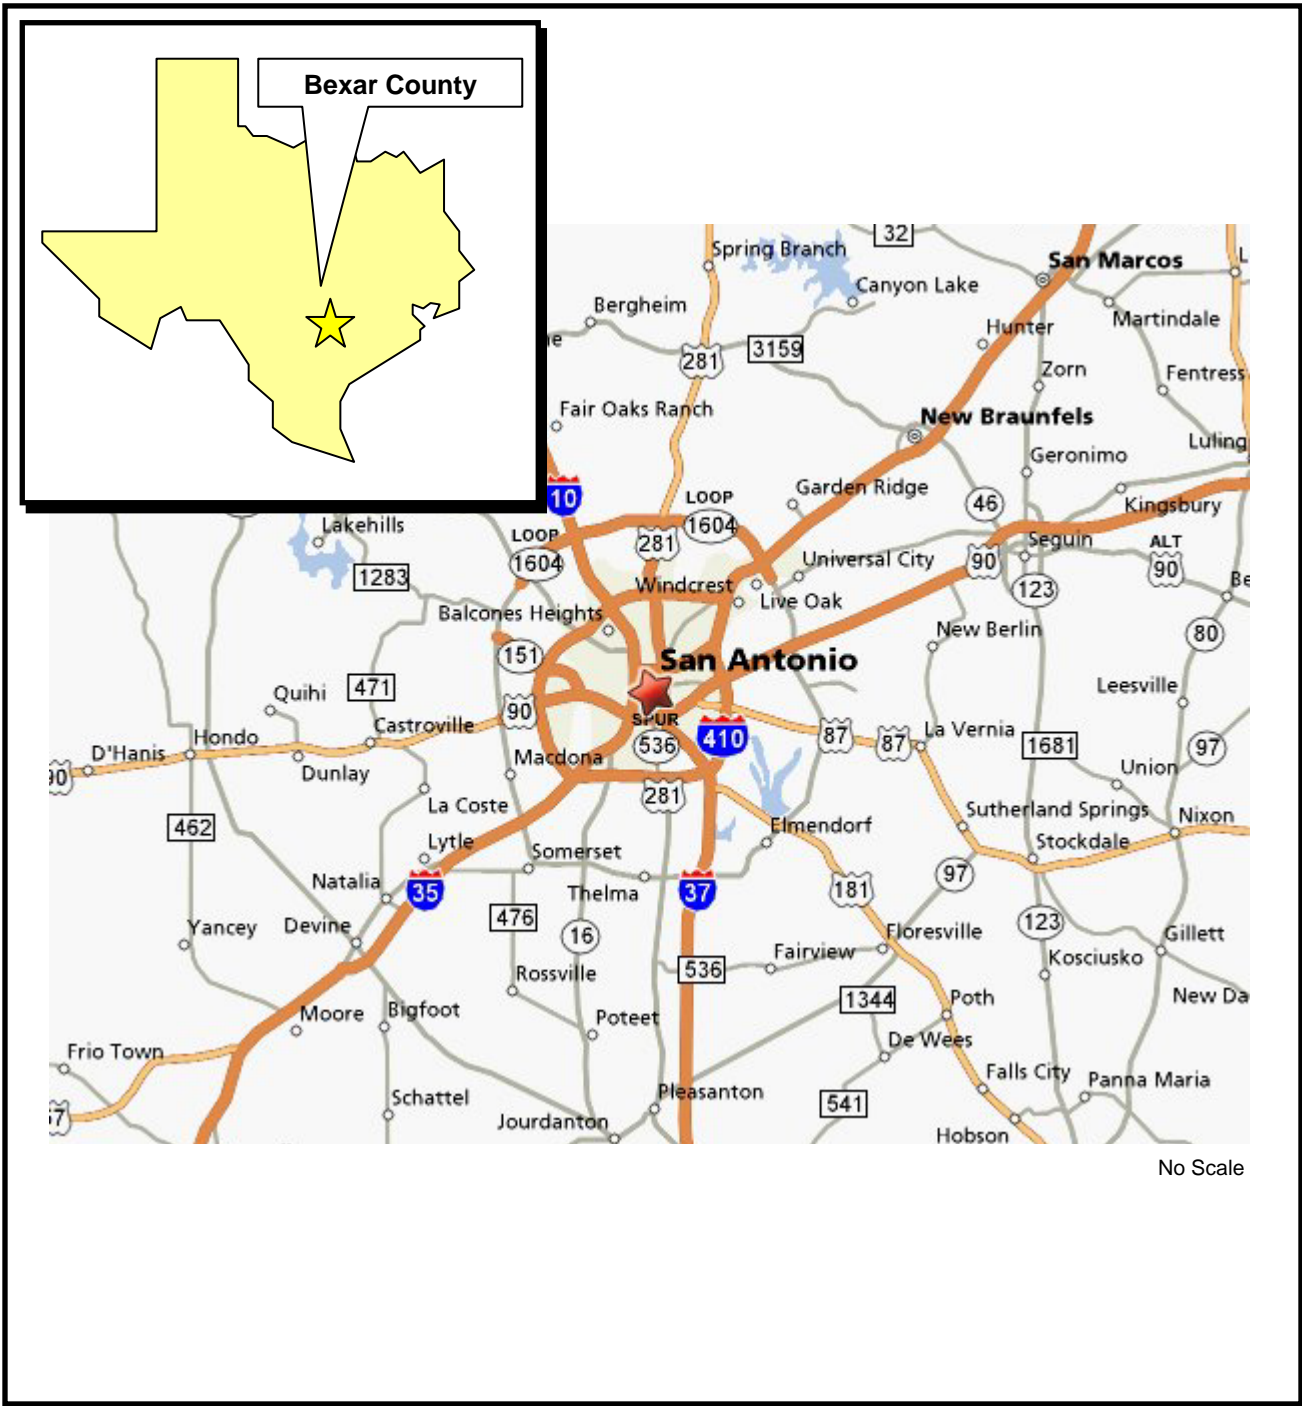 Bexar County
32
Spring Branch
San Marcos
L
Canyon Lake
Bergheim
Martindale
Hunter
ne
281
3159
Zorn
Fentress
Fair Oaks Ranch
New Braunfels
Luling
Geronimo
10
LOOP
1604
Garden Ridge
46
Kingsbury
Lakehills
LOOP
1604
281
Universal City
Seguin
ALT
90
90
1283
Windcrest
123
Be
Balcones Heights
Live Oak
New Berlin
80
151
San Antonio
Quihi
471
Leesville
90
Castroville
SPUR
536
410
87
87
La Vernia
1681
97
Hondo
D'Hanis
90
Dunlay
Macdona
Union
La Coste
281
462
Sutherland Springs
Nixon
Elmendorf
Lytle
Somerset
Stockdale
Natalia
35
Thelma
37
181
97
476
Yancey
Devine
16
123
Floresville
Gillett
Fairview
Kosciusko
Rossville
536
1344
Poth
New Da
Moore
Bigfoot
Poteet
De Wees
Frio Town
Falls City
Panna Maria
Schattel
Pleasanton
541
57
Jourdanton
Hobson
No Scale